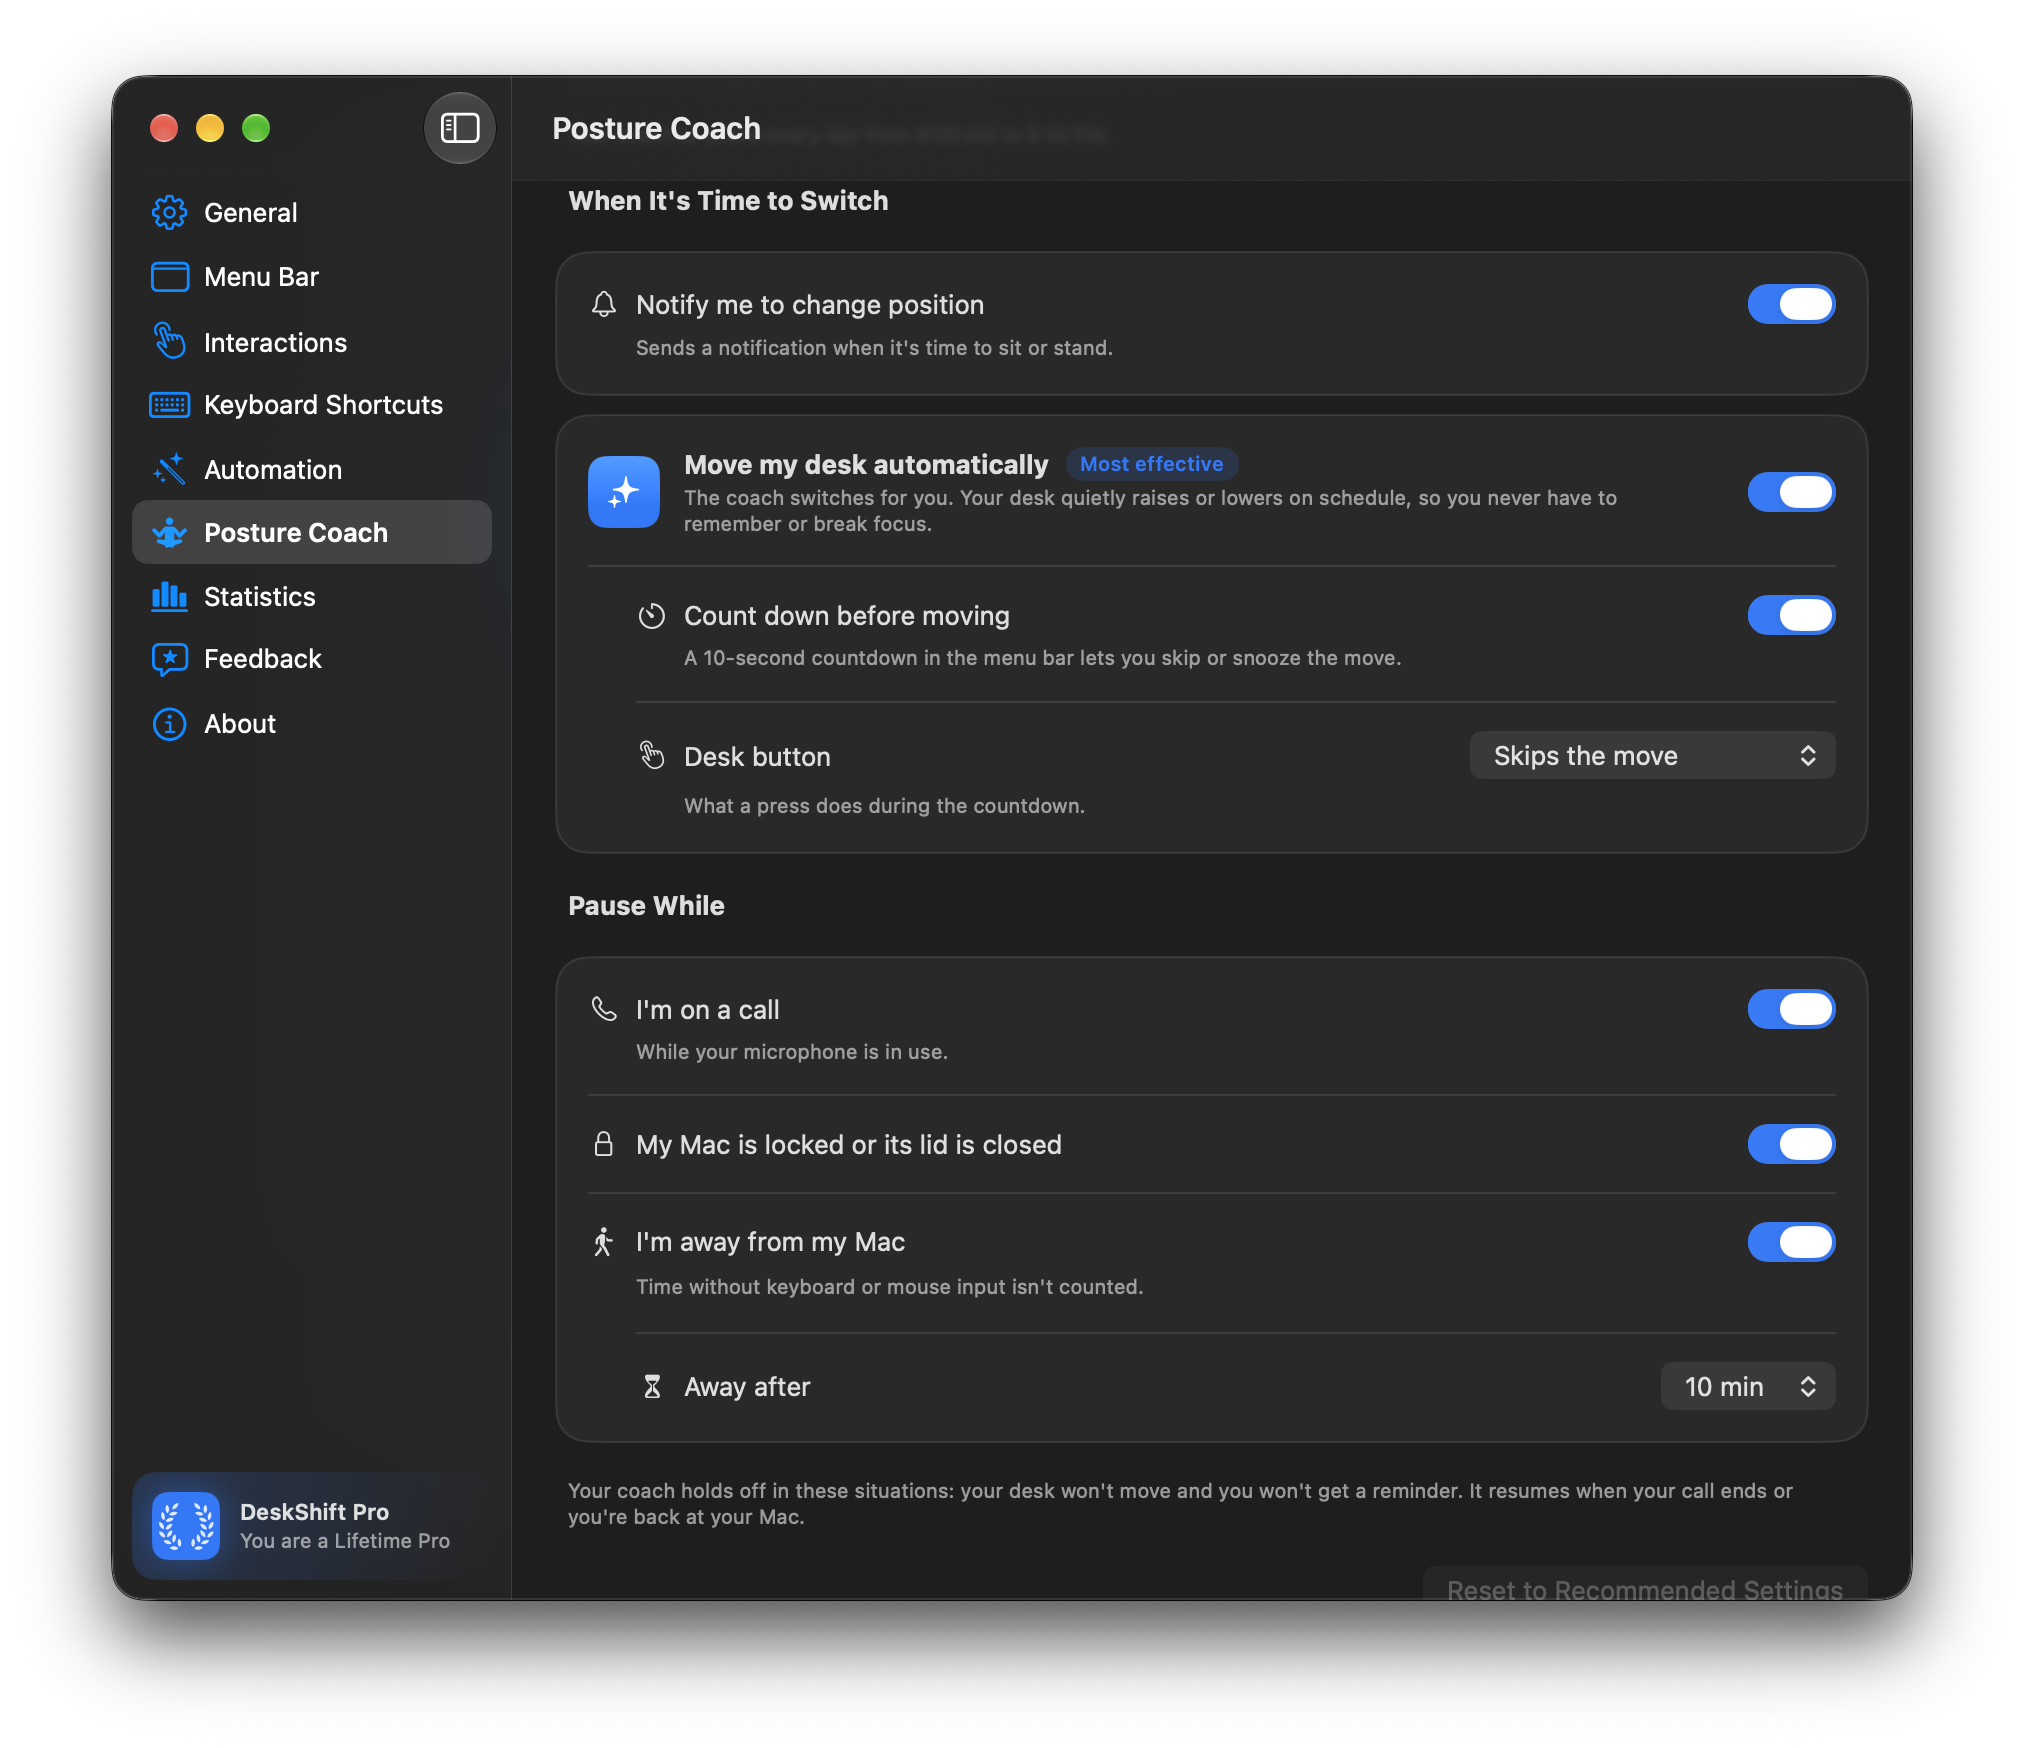 Posture Coach
General
Menu Bar
Interactions
Keyboard Shortcuts
Automation
Posture Coach
Statistics
Feedback
About
DeskShift Pro
You are a Lifetime Pro
When It's Time to Switch
Notify me to change position
Sends a notification when it's time to sit or stand.
Move my desk automatically
Most effective
The coach switches for you. Your desk quietly raises or lowers on schedule, so you never have to
remember or break focus.
Count down before moving
A 10-second countdown in the menu bar lets you skip or snooze the move.
Desk button
Skips the move
What a press does during the countdown.
Pause While
I'm on a call
While your microphone is in use.
My Mac is locked or its lid is closed
I'm away from my Mac
Time without keyboard or mouse input isn't counted.
Away after
10 min
Your coach holds off in these situations: your desk won't move and you won't get a reminder. It resumes when your call ends or
you're back at your Mac.
Reset to Recommended Settings